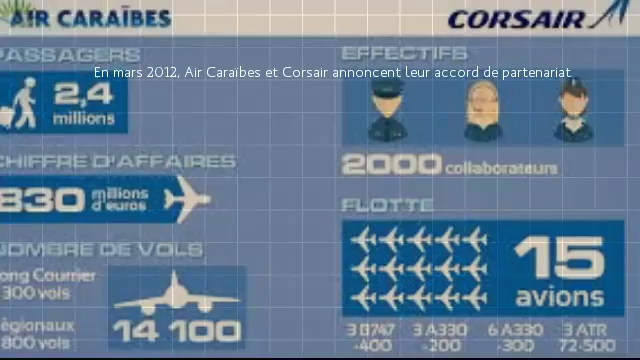 AIR CARAÏBES
CORSAIR
PASSAGERS
EFFECTIFS
En mars 2012, Air Caraïbes et Corsair annoncent leur accord de partenariat
2,4
millions
2000 collaborateurs
CHIFFRE D'AFFAIRES
830 millions
d'euros
FLOTTE
15
avions
NOMBRE DE VOLS
ong Courrier
300 vols
égionaux
800 vols
14 100
3 B747
-400
3 A330
-200
6 A330
-300
3 ATR
72-500